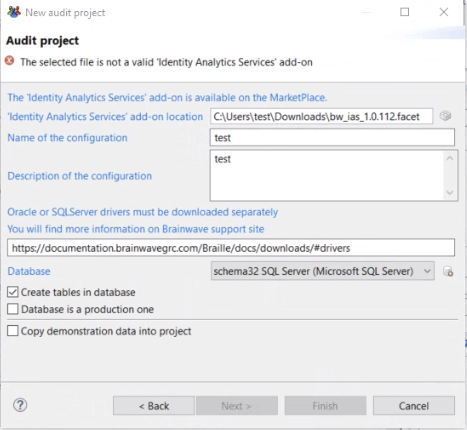 New audit project
Audit project
The selected file is not a valid 'Identity Analytics Services' add-on
The 'Identity Analytics Services' add-on is available on the MarketPlace.
'Identity Analytics Services' add-on location C:\Users\test\Downloads\bw_ias_1.0.112.facet
Name of the configuration test
Description of the configuration test
Oracle or SQLServer drivers must be downloaded separately
You will find more information on Brainwave support site
https://documentation.brainwavegrc.com/Braille/docs/downloads/#drivers
Database schema32 SQL Server (Microsoft SQL Server)
Create tables in database
Database is a production one
Copy demonstration data into project
? < Back Next > Finish Cancel